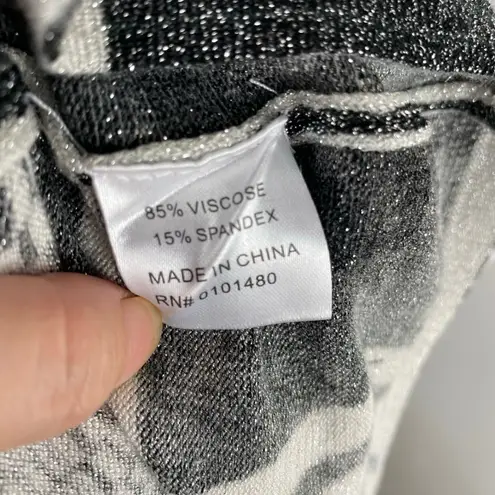 85% VISCOSE
15% SPANDEX
MADE IN CHINA
RN# 0101480